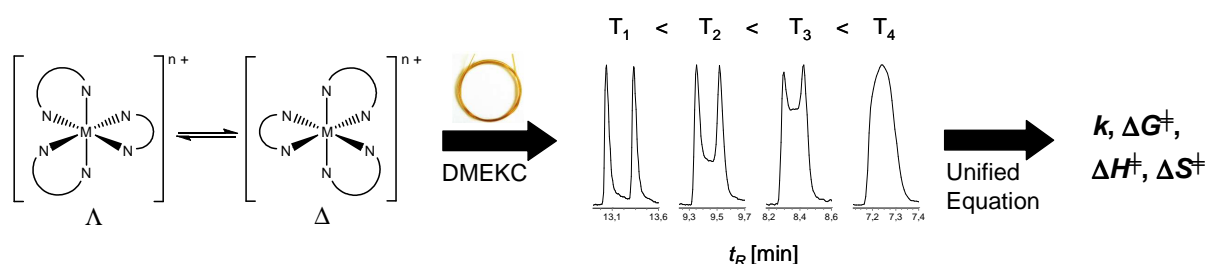 T1 < T2 < T3 < T4
n +
n +
N N N M N N N
N N N M N N N
Λ
Δ
DMEKC
13,1 13,6
9,3 9,5 9,7
8,2 8,4 8,6
7,2 7,3 7,4
tR [min]
Unified
Equation
k, ΔG‡,
ΔH‡, ΔS‡